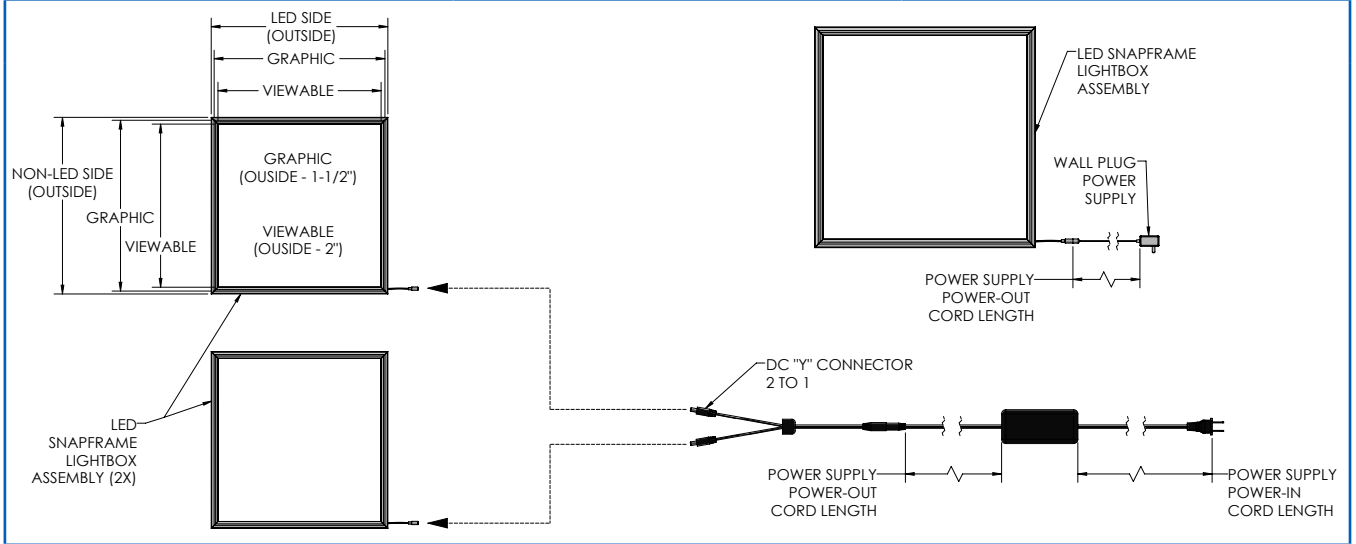 LED SIDE
(OUTSIDE)
GRAPHIC
VIEWABLE
NON-LED SIDE
(OUTSIDE)
GRAPHIC
VIEWABLE
GRAPHIC
(OUSIDE - 1-1/2")
VIEWABLE
(OUSIDE - 2")
LED SNAPFRAME
LIGHTBOX
ASSEMBLY
WALL PLUG
POWER
SUPPLY
POWER SUPPLY
POWER-OUT
CORD LENGTH
DC "Y" CONNECTOR
2 TO 1
LED
SNAPFRAME
LIGHTBOX
ASSEMBLY (2X)
POWER SUPPLY
POWER-OUT
CORD LENGTH
POWER SUPPLY
POWER-IN
CORD LENGTH